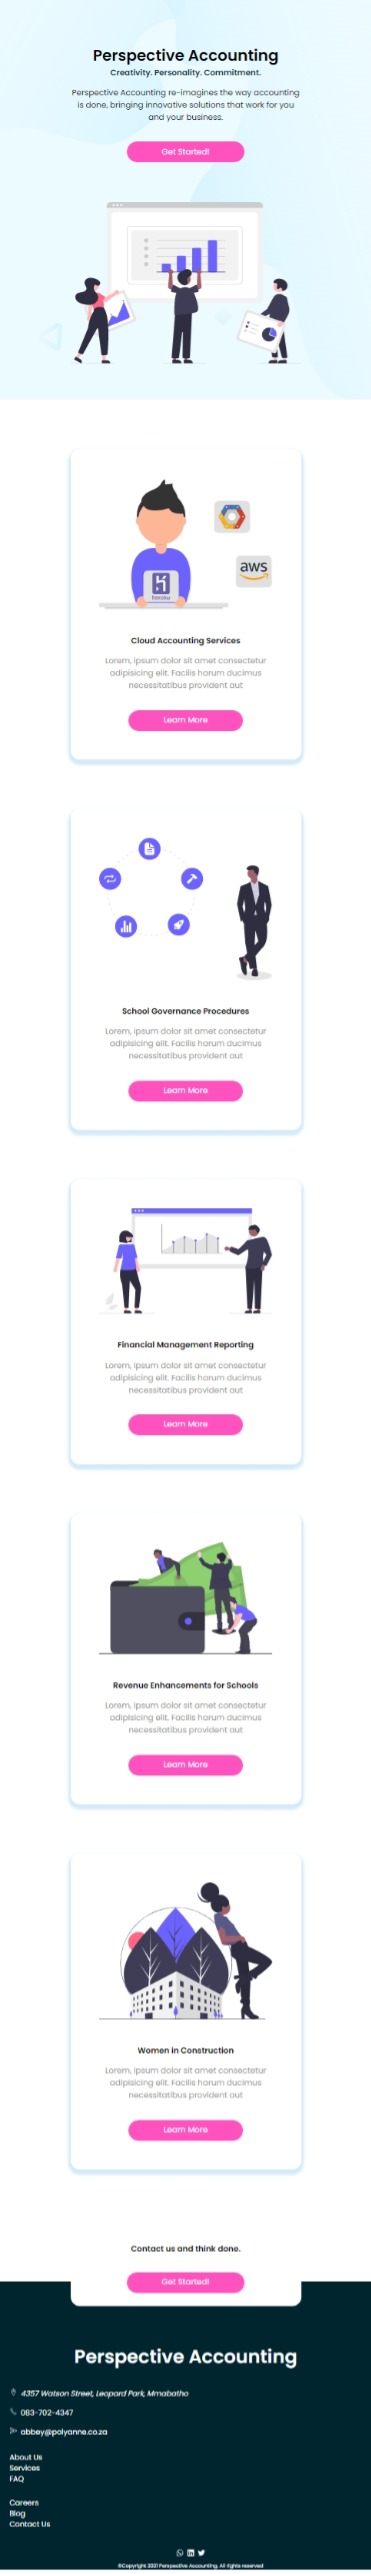 Perspective Accounting
Creativity. Personality. Commitment.
Perspective Accounting re-imagines the way accounting
is done, bringing innovative solutions that work for you
and your business.
Get Started!
aws
heroku
Cloud Accounting Services
Lorem, ipsum dolor sit amet consectetur
adipisicing elit. Facilis harum ducimus
necessitatibus provident aut
Learn More
School Governance Procedures
Lorem, ipsum dolor sit amet consectetur
adipisicing elit. Facilis harum ducimus
necessitatibus provident aut
Learn More
Financial Management Reporting
Lorem, ipsum dolor sit amet consectetur
adipisicing elit. Facilis harum ducimus
necessitatibus provident aut
Learn More
Revenue Enhancements for Schools
Lorem, ipsum dolor sit amet consectetur
adipisicing elit. Facilis harum ducimus
necessitatibus provident aut
Learn More
Women in Construction
Lorem, ipsum dolor sit amet consectetur
adipisicing elit. Facilis harum ducimus
necessitatibus provident aut
Learn More
Contact us and think done.
Get Started!
Perspective Accounting
4357 Watson Street, Leopard Park, Mmabatho
083-702-4347
abbey@polyanne.co.za
About Us
Services
FAQ
Careers
Blog
Contact Us
©Copyright 2021 Perspective Accounting. All rights reserved